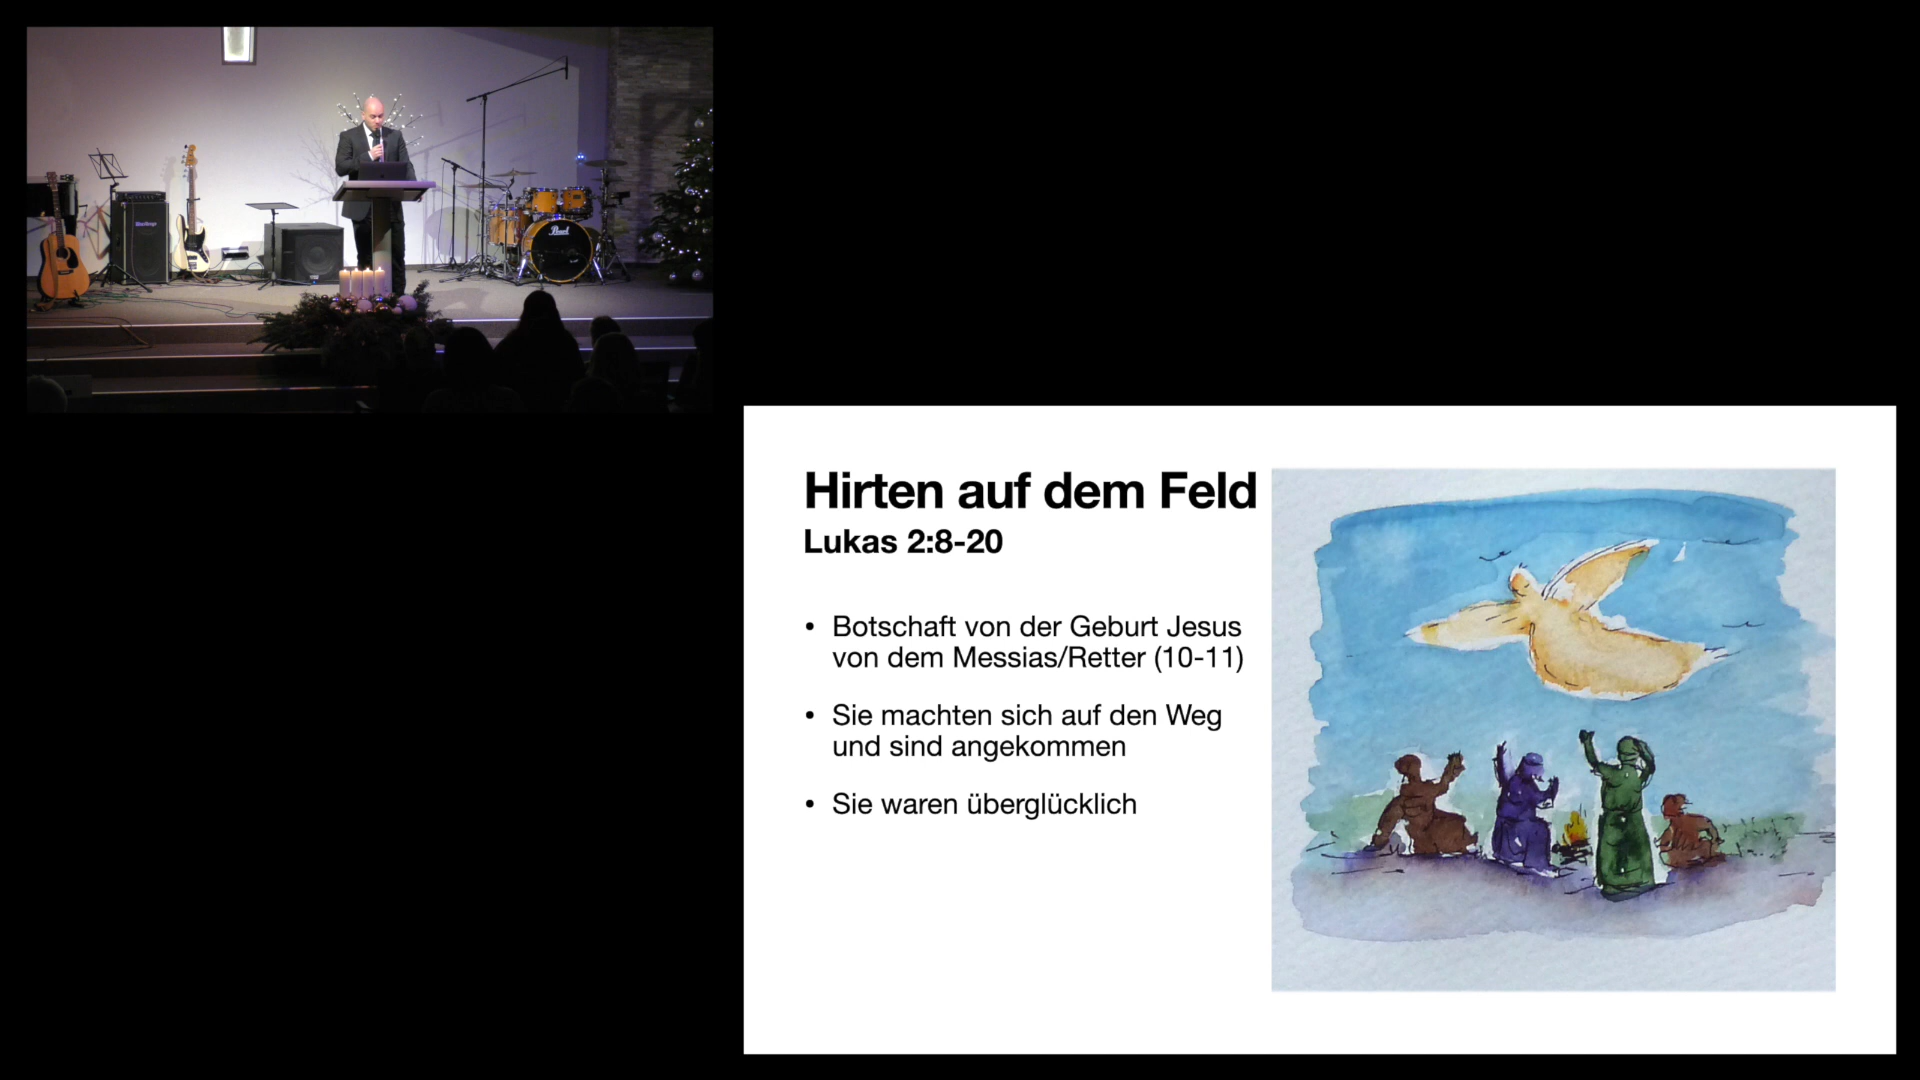 Pearl
Hirten auf dem Feld
Lukas 2:8-20
• Botschaft von der Geburt Jesus
von dem Messias/Retter (10-11)
• Sie machten sich auf den Weg
und sind angekommen
• Sie waren überglücklich